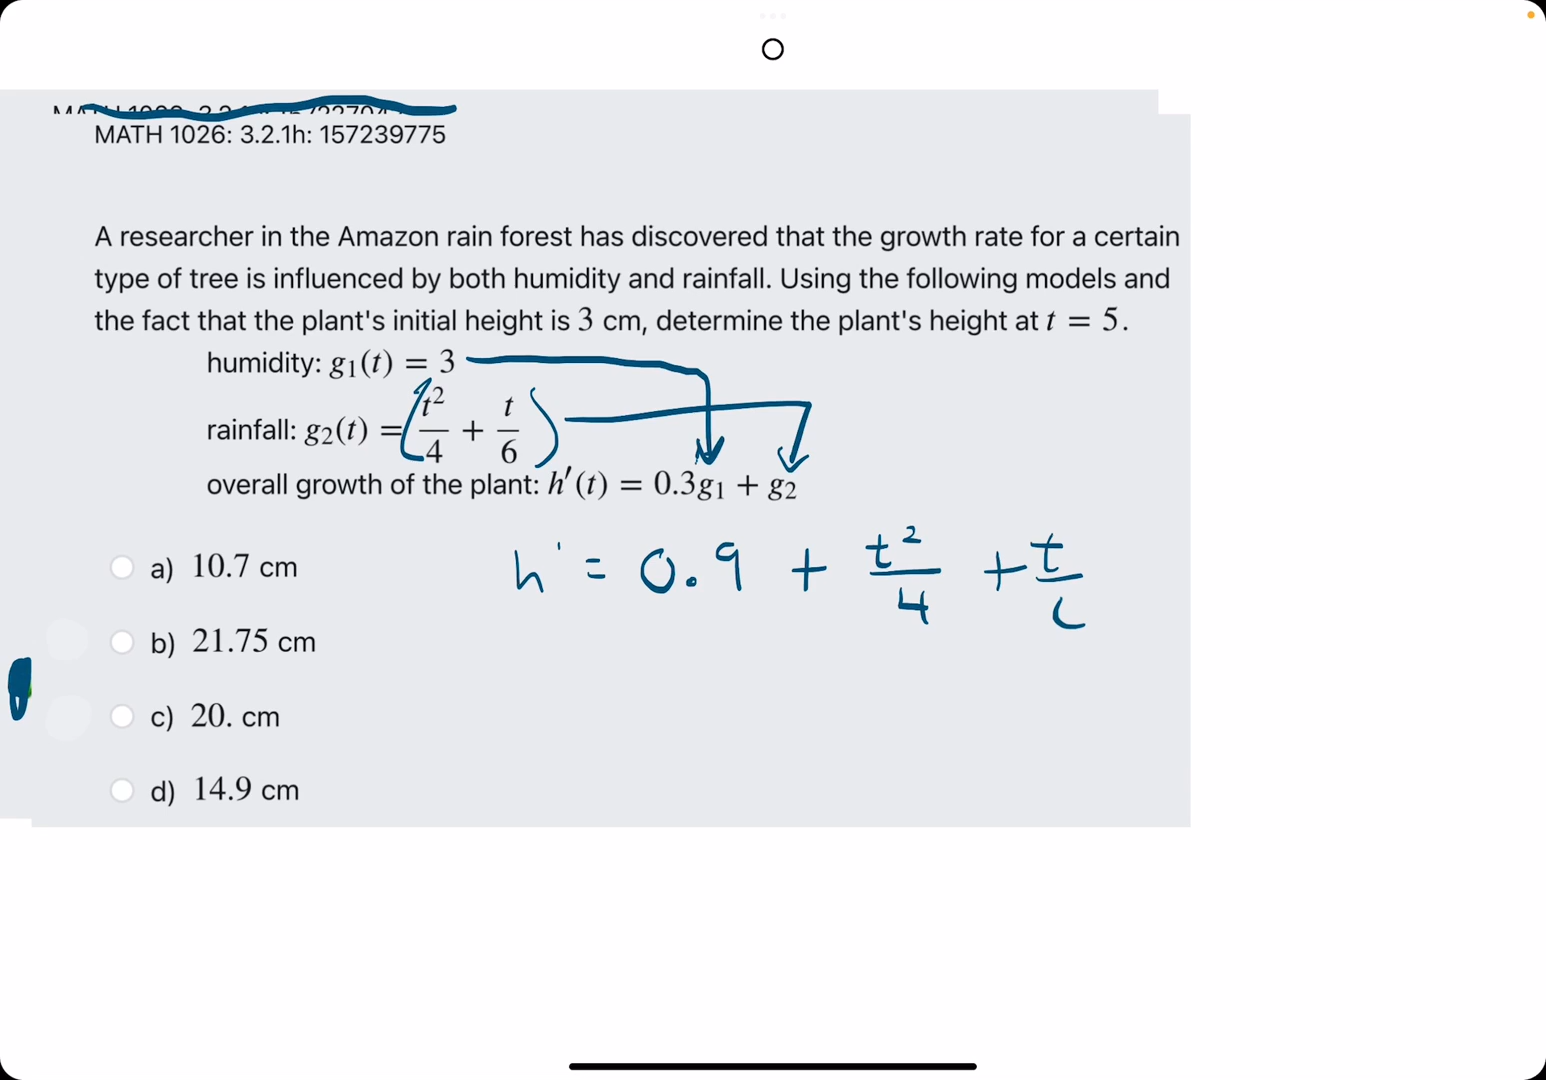 MATH 1026: 3.2.1h: 157239775
A researcher in the Amazon rain forest has discovered that the growth rate for a certain
type of tree is influenced by both humidity and rainfall. Using the following models and
the fact that the plant's initial height is 3 cm, determine the plant's height at t = 5.
humidity: g₁(t) = 3
rainfall: g₂(t) = (t²/4 + t/6)
overall growth of the plant: h′(t) = 0.3g₁ + g₂
h' = 0.9 + t²/4 + t/
a) 10.7 cm
b) 21.75 cm
c) 20. cm
d) 14.9 cm